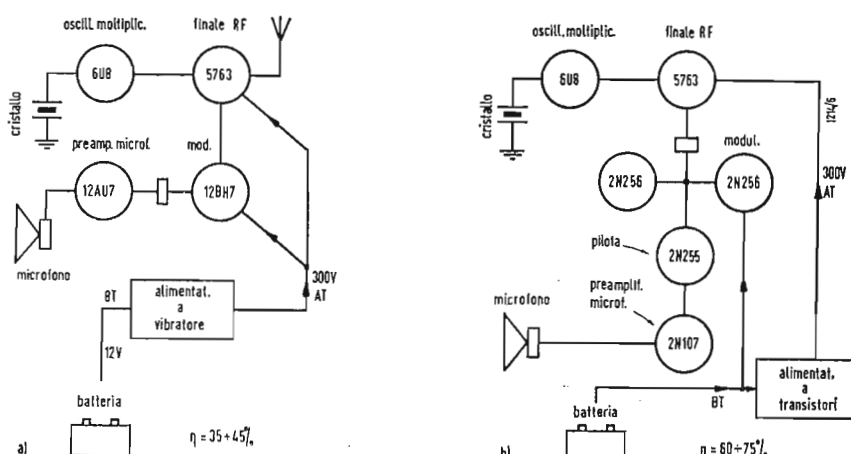 oscill. moltiplic.
finale RF
6U8
5763
cristallo
preamp. microf.
mod.
12AU7
12BH7
microfono
300V
AT
BT
alimentat.
a
vibratore
12V
batteria
a)
η = 35÷45%
oscill. moltiplic.
finale RF
6U8
5763
cristallo
modul.
2N256
2N256
300V
AT
pilota
2N255
preamplif.
microf.
microfono
2N107
alimentat.
a
transistori
BT
batteria
b)
η = 60÷75%